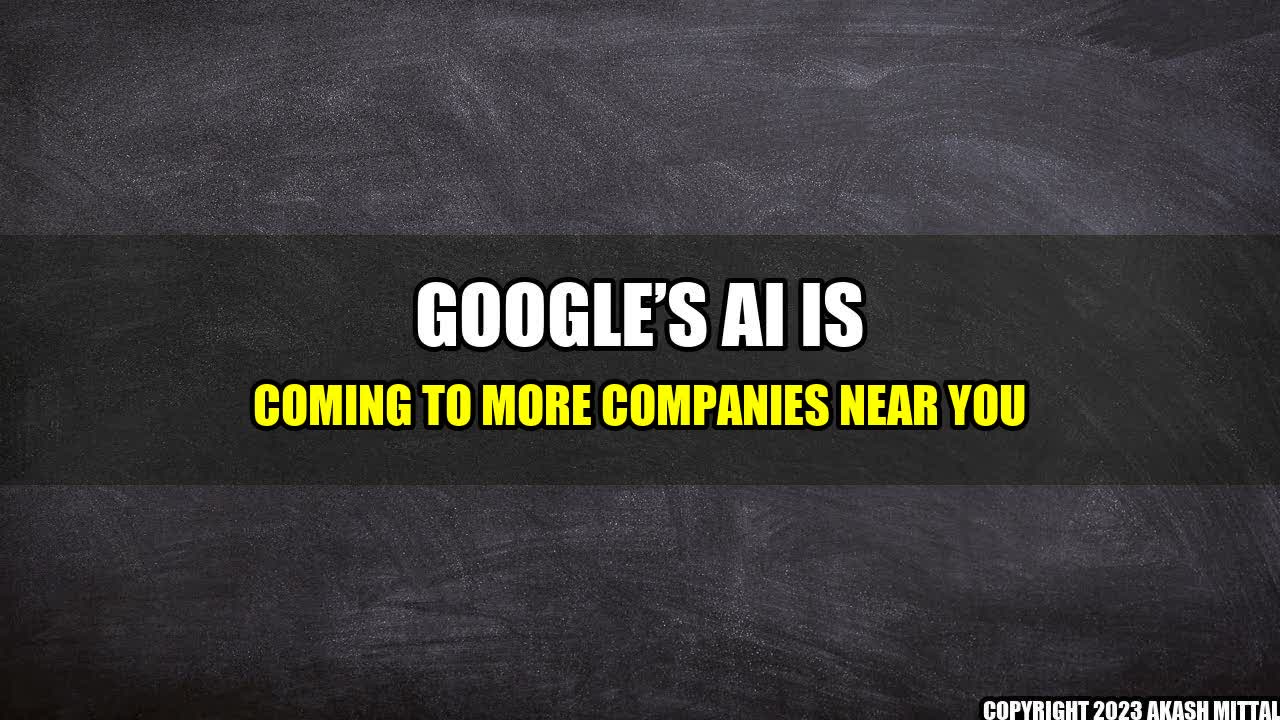 GOOGLE’S AI IS
COMING TO MORE COMPANIES NEAR YOU
COPYRIGHT 2023 AKASH MITTAL